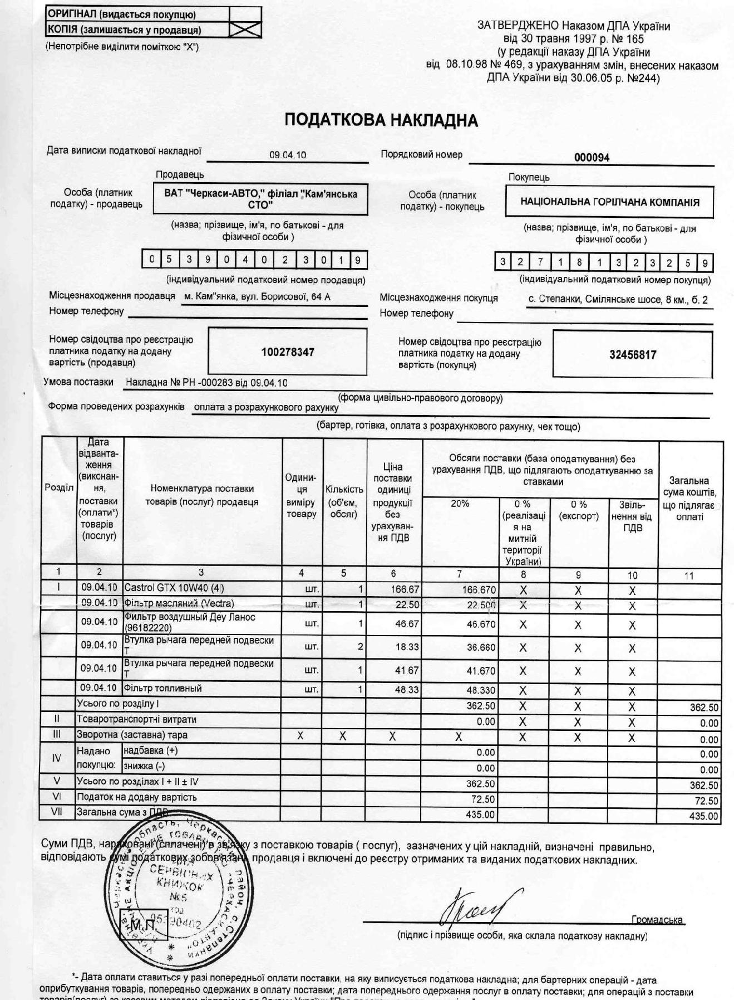 ОРИГІНАЛ (видається покупцю)
КОПІЯ (залишається у продавця)
(Непотрібне виділити поміткою "X")
ЗАТВЕРДЖЕНО Наказом ДПА України
від 30 травня 1997 р. № 165
(у редакції наказу ДПА України
від 08.10.98 № 469, з урахуванням змін, внесених наказом
ДПА України від 30.06.05 р. №244)
ПОДАТКОВА НАКЛАДНА
Дата виписки податкової накладної 09.04.10 Порядковий номер 000094
Продавець Покупець
Особа (платник податку) - продавець ВАТ "Черкаси-АВТО," філіал "Кам'янська СТО"
Особа (платник податку) - покупець НАЦІОНАЛЬНА ГОРІЛЧАНА КОМПАНІЯ
(назва; прізвище, ім'я, по батькові - для фізичної особи )
(назва; прізвище, ім'я, по батькові - для фізичної особи )
0 5 3 9 0 4 0 2 3 0 1 9
3 2 7 1 8 1 3 2 3 2 5 9
(індивідуальний податковий номер продавця) (індивідуальний податковий номер покупця)
Місцезнаходження продавця м. Кам"янка, вул. Борисової, 64 А
Місцезнаходження покупця с. Степанки, Смілянське шосе, 8 км., б. 2
Номер телефону
Номер телефону
Номер свідоцтва про реєстрацію платника податку на додану вартість (продавця) 100278347
Номер свідоцтва про реєстрацію платника податку на додану вартість (покупця) 32456817
Умова поставки Накладна № РН -000283 від 09.04.10
(форма цивільно-правового договору)
Форма проведених розрахунків оплата з розрахункового рахунку
(бартер, готівка, оплата з розрахункового рахунку, чек тощо)
Розділ
Дата відванта-ження (виконан-ня, поставки (оплати*) товарів (послуг)
Номенклатура поставки товарів (послуг) продавця
Одини-ця виміру товару
Кількість (об'єм, обсяг)
Ціна поставки одиниці продукції без урахуван-ня ПДВ
Обсяги поставки (база оподаткування) без урахування ПДВ, що підлягають оподаткуванню за ставками
20%
0 % (реалізація на митній території України)
0 % (експорт)
Звіль-нення від ПДВ
Загальна сума коштів, що підлягає оплаті
1 2 3 4 5 6 7 8 9 10 11
I 09.04.10 Castrol GTX 10W40 (4l) шт. 1 166.67 166.670 X X X
09.04.10 Фільтр масляний (Vectra) шт. 1 22.50 22.500 X X X
09.04.10 Фильтр воздушный Деу Ланос (96182220) шт. 1 46.67 46.670 X X X
09.04.10 Втулка рычага передней подвески Т шт. 2 18.33 36.660 X X X
09.04.10 Втулка рычага передней подвески Т шт. 1 41.67 41.670 X X X
09.04.10 Фільтр топливный шт. 1 48.33 48.330 X X X
Усього по розділу I 362.50 X X X 362.50
II Товаротранспортні витрати 0.00 X X X 0.00
III Зворотна (заставна) тара X X X X X X X 0.00
IV Надано покупцю: надбавка (+) 0.00 0.00
знижка (-) 0.00 0.00
V Усього по розділах I + II ± IV 362.50 362.50
VI Податок на додану вартість 72.50 72.50
VII Загальна сума з ПДВ 435.00 435.00
Суми ПДВ, нараховані (сплачені) в зв'язку з поставкою товарів ( послуг), зазначених у цій накладній, визначені правильно,
відповідають сумі податкових зобов'язань продавця і включені до реєстру отриманих та виданих податкових накладних.
Україна, Черкаська область, Черкаський район, с.Степанки
"ЧЕРКАСИ-АВТО"
ДЛЯ
СЕРВІСНИХ
КНИЖОК
№5
код
05390402
М.П.
Громадська
(підпис і прізвище особи, яка склала податкову накладну)
*- Дата оплати ставиться у разі попередньої оплати поставки, на яку виписується податкова накладна; для бартерних операцій - дата
оприбуткування товарів, попередньо одержаних в оплату поставки; дата попереднього одержання послуг в оплату поставки; для операцій з поставки